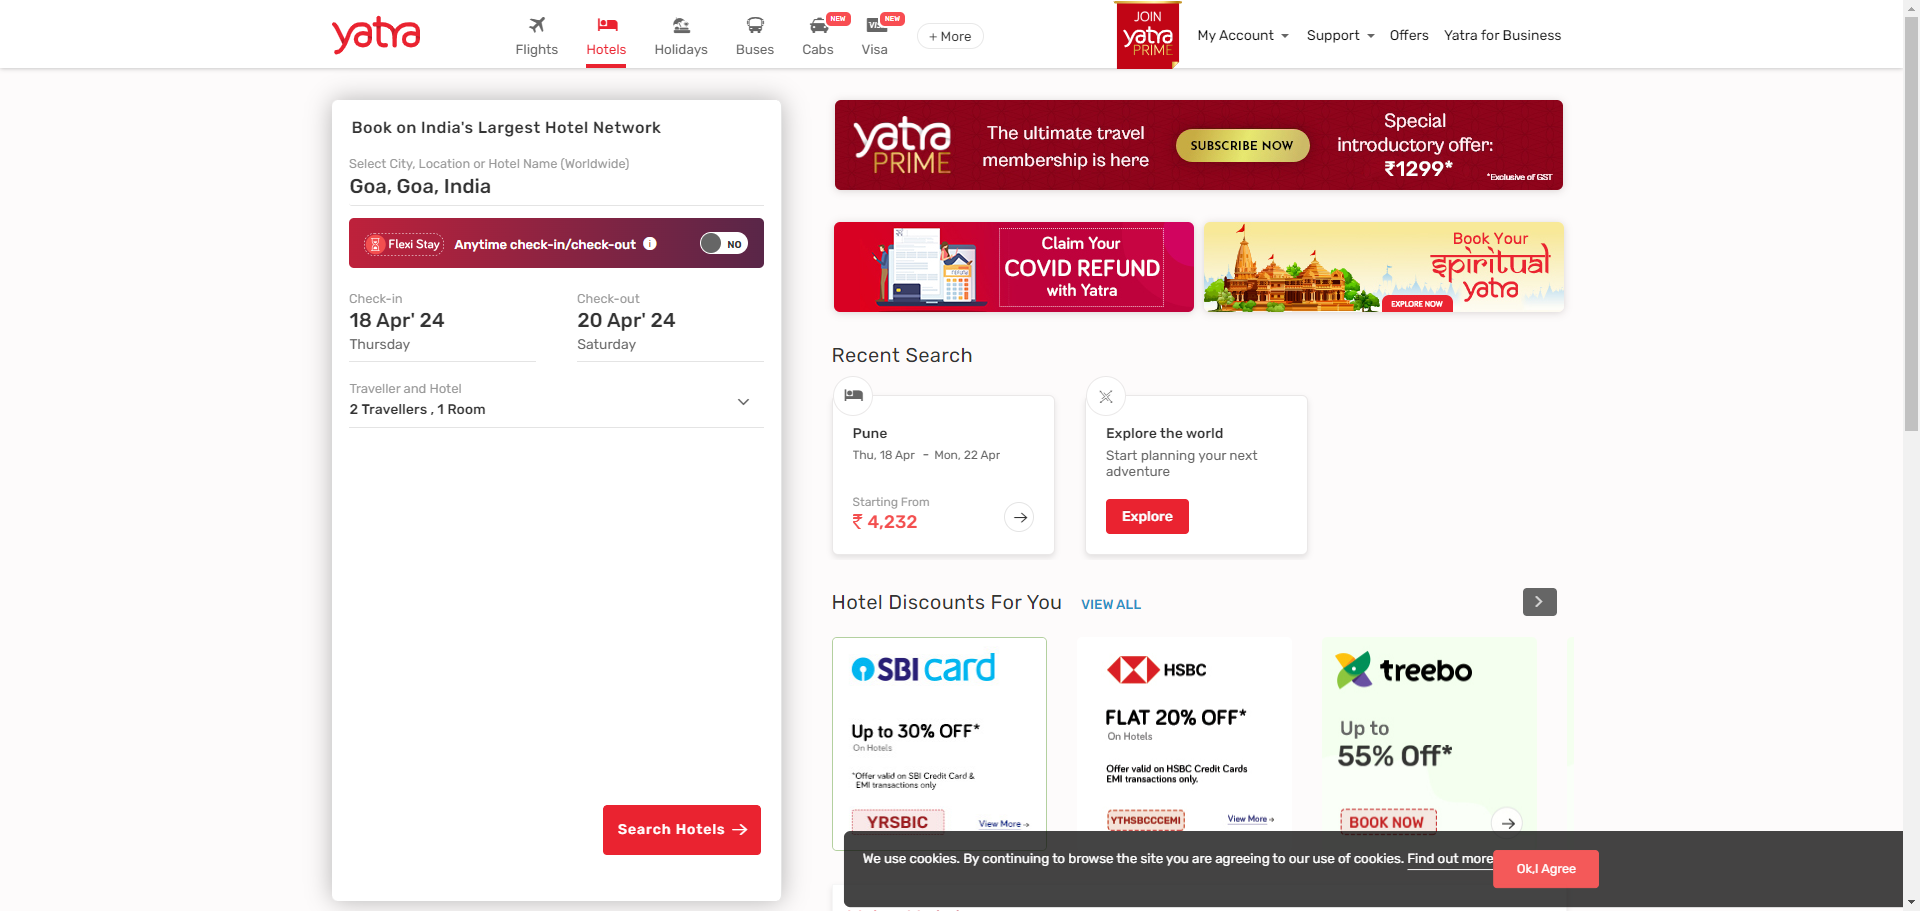 yatra
Flights
Hotels
Holidays
Buses
NEW
Cabs
NEW
VISA
Visa
+ More
JOIN
yatra
PRIME
My Account
Support
Offers
Yatra for Business
Book on India's Largest Hotel Network
Select City, Location or Hotel Name (Worldwide)
Goa, Goa, India
Flexi Stay
Anytime check-in/check-out
i
NO
Check-in
18 Apr' 24
Thursday
Check-out
20 Apr' 24
Saturday
Traveller and Hotel
2 Travellers , 1 Room
Search Hotels →
yatra
PRIME
The ultimate travel
membership is here
SUBSCRIBE NOW
Special
introductory offer:
₹1299*
*Exclusive of GST
Claim Your
COVID REFUND
with Yatra
Book Your
spiritual
yatra
EXPLORE NOW
Recent Search
Pune
Thu, 18 Apr - Mon, 22 Apr
Starting From
₹ 4,232
Explore the world
Start planning your next
adventure
Explore
Hotel Discounts For You
VIEW ALL
SBI card
Up to 30% OFF*
On Hotels
*Offer valid on SBI Credit Card &
EMI transactions only
YRSBIC
View More→
HSBC
FLAT 20% OFF*
On Hotels
Offer valid on HSBC Credit Cards
EMI transactions only.
YTHSBCCCEMI
View More→
treebo
Up to
55% Off*
BOOK NOW
We use cookies. By continuing to browse the site you are agreeing to our use of cookies. Find out more
Ok,I Agree